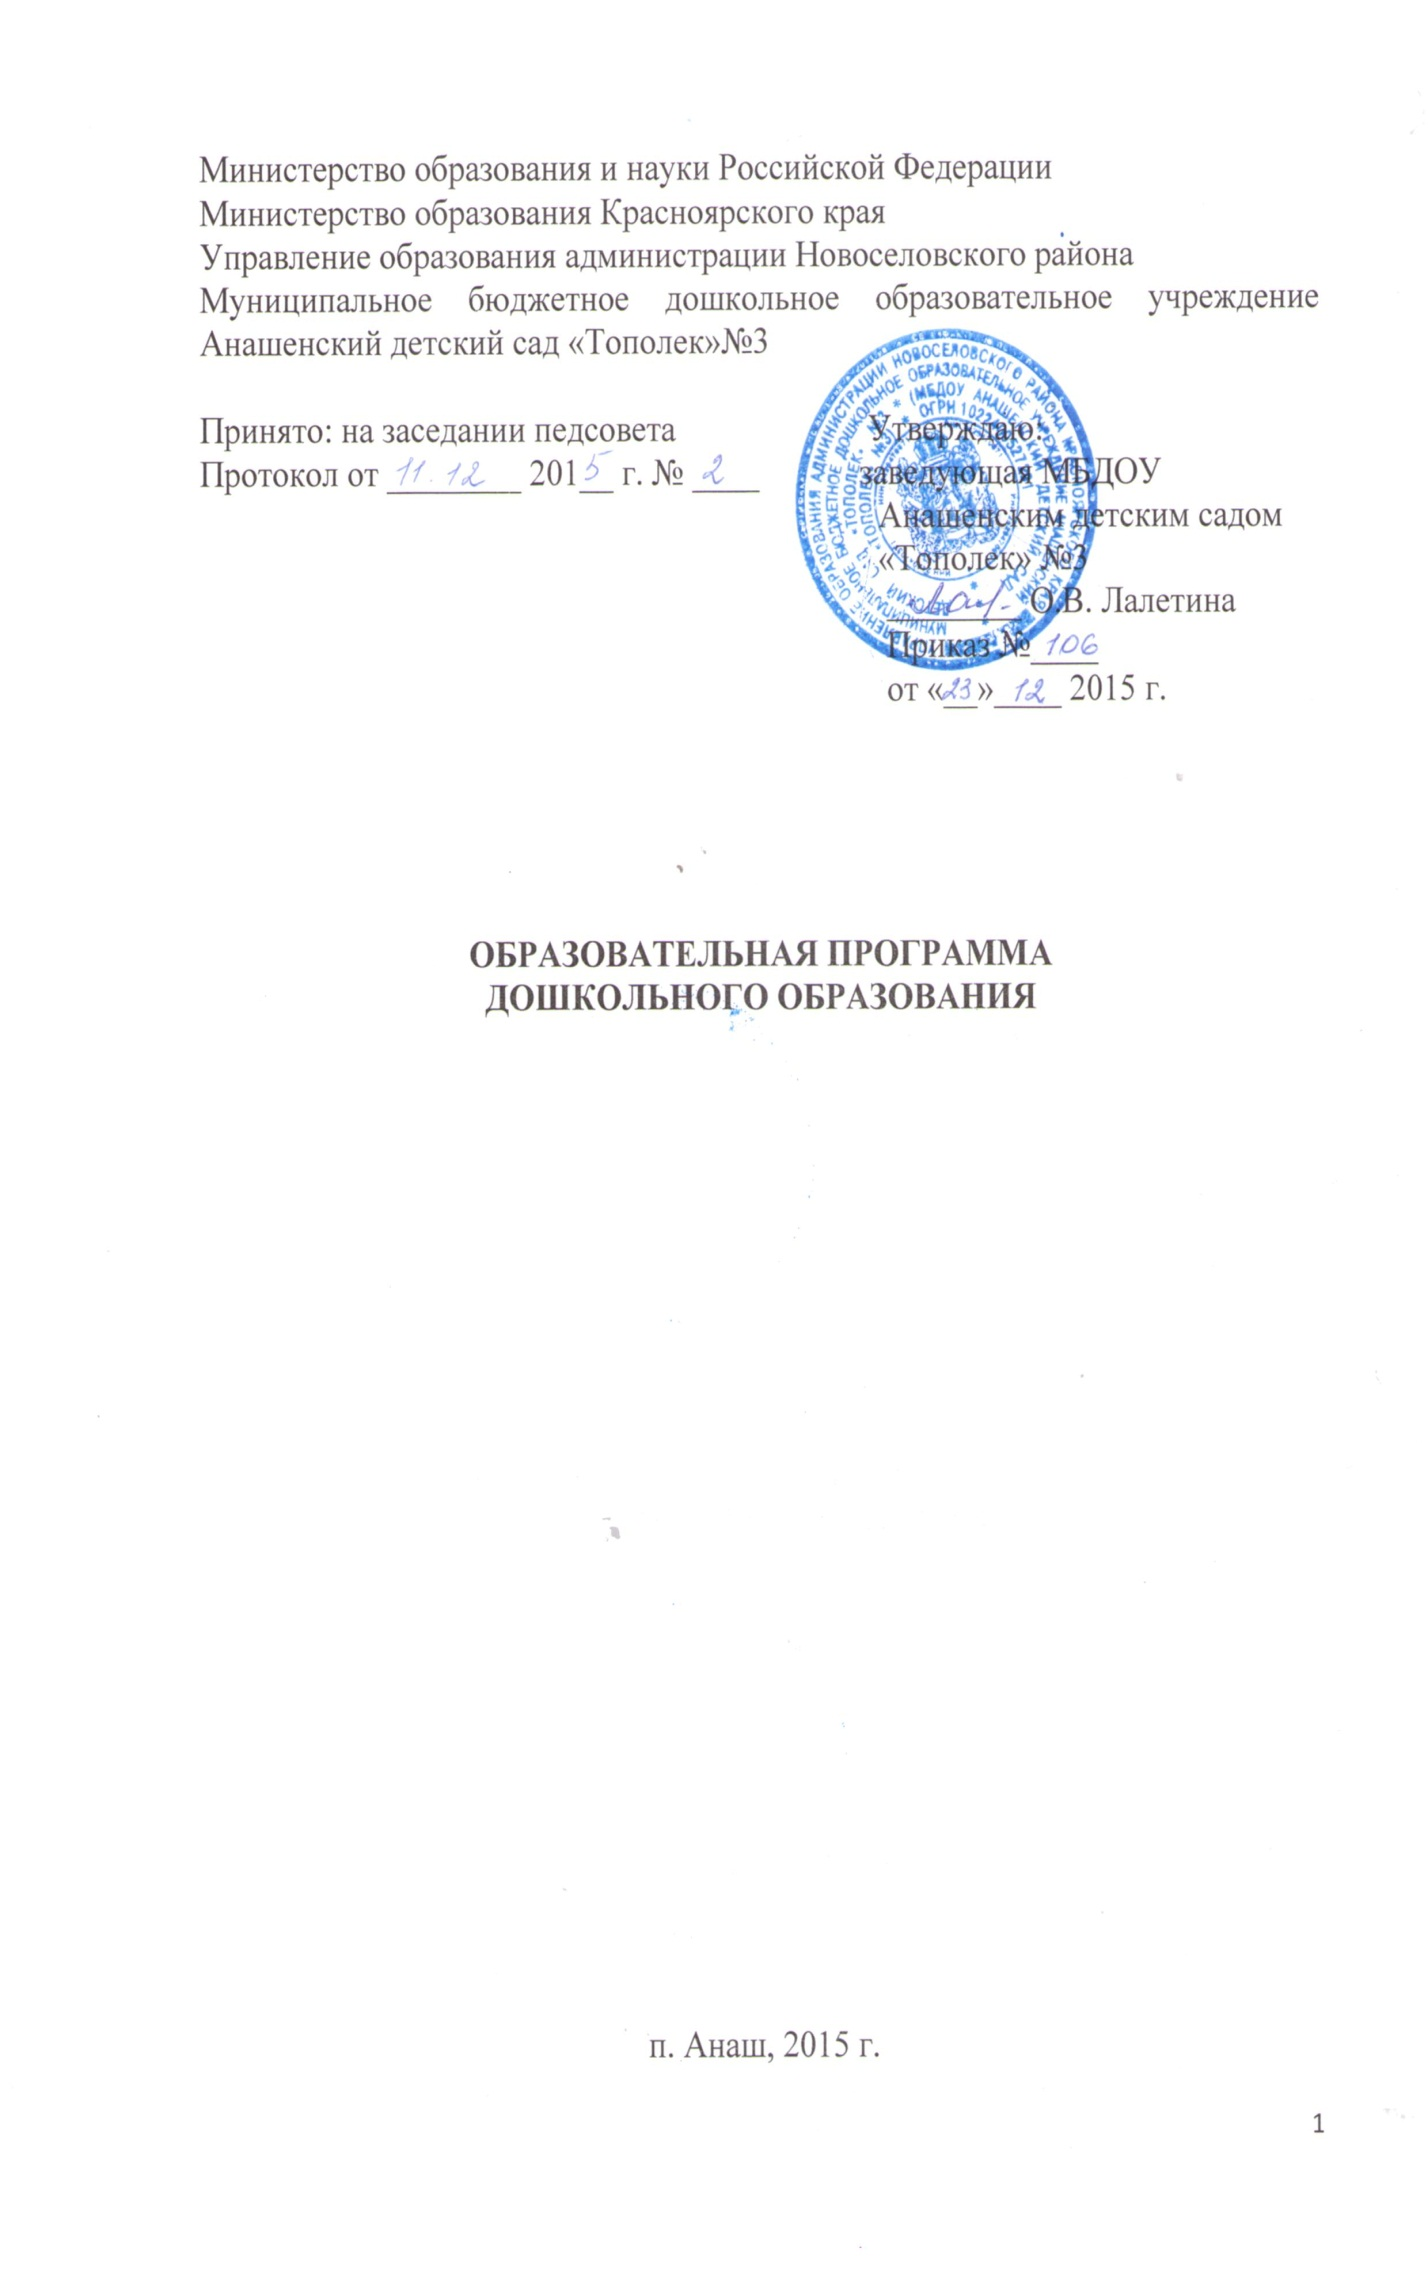 Министерство образования и науки Российской Федерации
Министерство образования Красноярского края
Управление образования администрации Новоселовского района
Муниципальное бюджетное дошкольное образовательное учреждение
Анашенский детский сад «Тополек»№3
Принято: на заседании педсовета
Протокол от 11.12 2015 г. № 2
Утверждаю:
заведующая МБДОУ
Анашенским детским садом
«Тополек» №3
О.В. Лалетина
Приказ № 106
от «23» 12 2015 г.
ОБРАЗОВАТЕЛЬНАЯ ПРОГРАММА
ДОШКОЛЬНОГО ОБРАЗОВАНИЯ
п. Анаш, 2015 г.
1